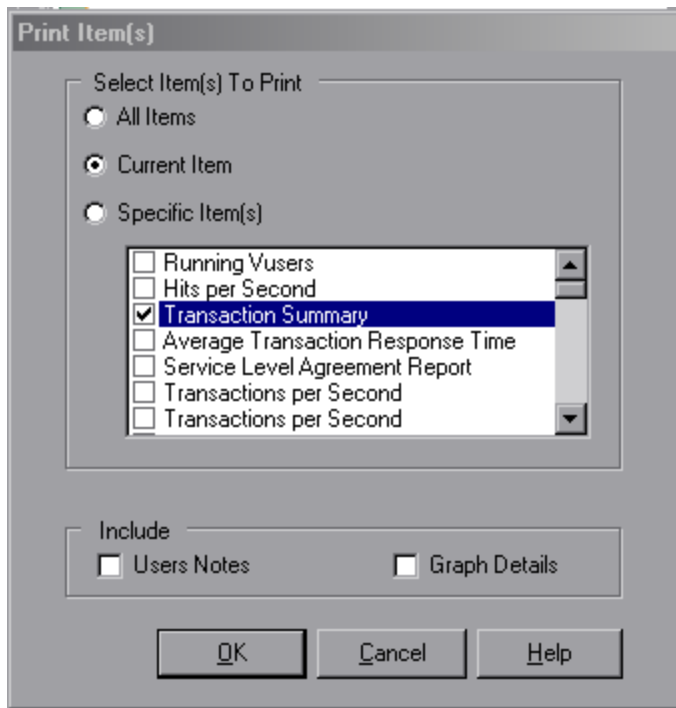 Print Item(s)
Select Item(s) To Print
All Items
Current Item
Specific Item(s)
Running Vusers
Hits per Second
Transaction Summary
Average Transaction Response Time
Service Level Agreement Report
Transactions per Second
Transactions per Second
Include
Users Notes Graph Details
OK Cancel Help